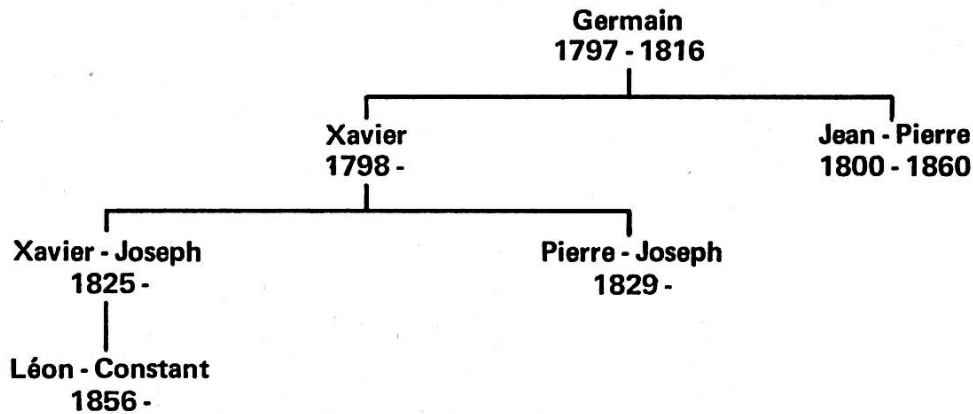 Germain
1797 - 1816
Xavier
1798 -
Jean - Pierre
1800 - 1860
Xavier - Joseph
1825 -
Pierre - Joseph
1829 -
Léon - Constant
1856 -